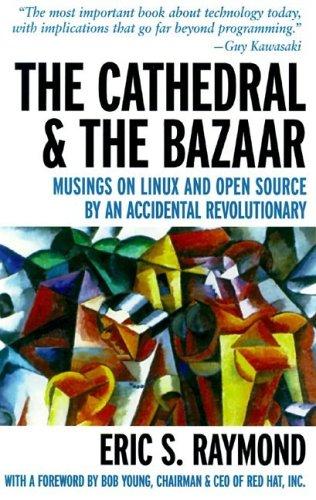 “The most important book about technology today,
with implications that go far beyond programming.”
—Guy Kawasaki
THE CATHEDRAL
& THE BAZAAR
MUSINGS ON LINUX AND OPEN SOURCE
BY AN ACCIDENTAL REVOLUTIONARY
ERIC S. RAYMOND
WITH A FOREWORD BY BOB YOUNG, CHAIRMAN & CEO OF RED HAT, INC.